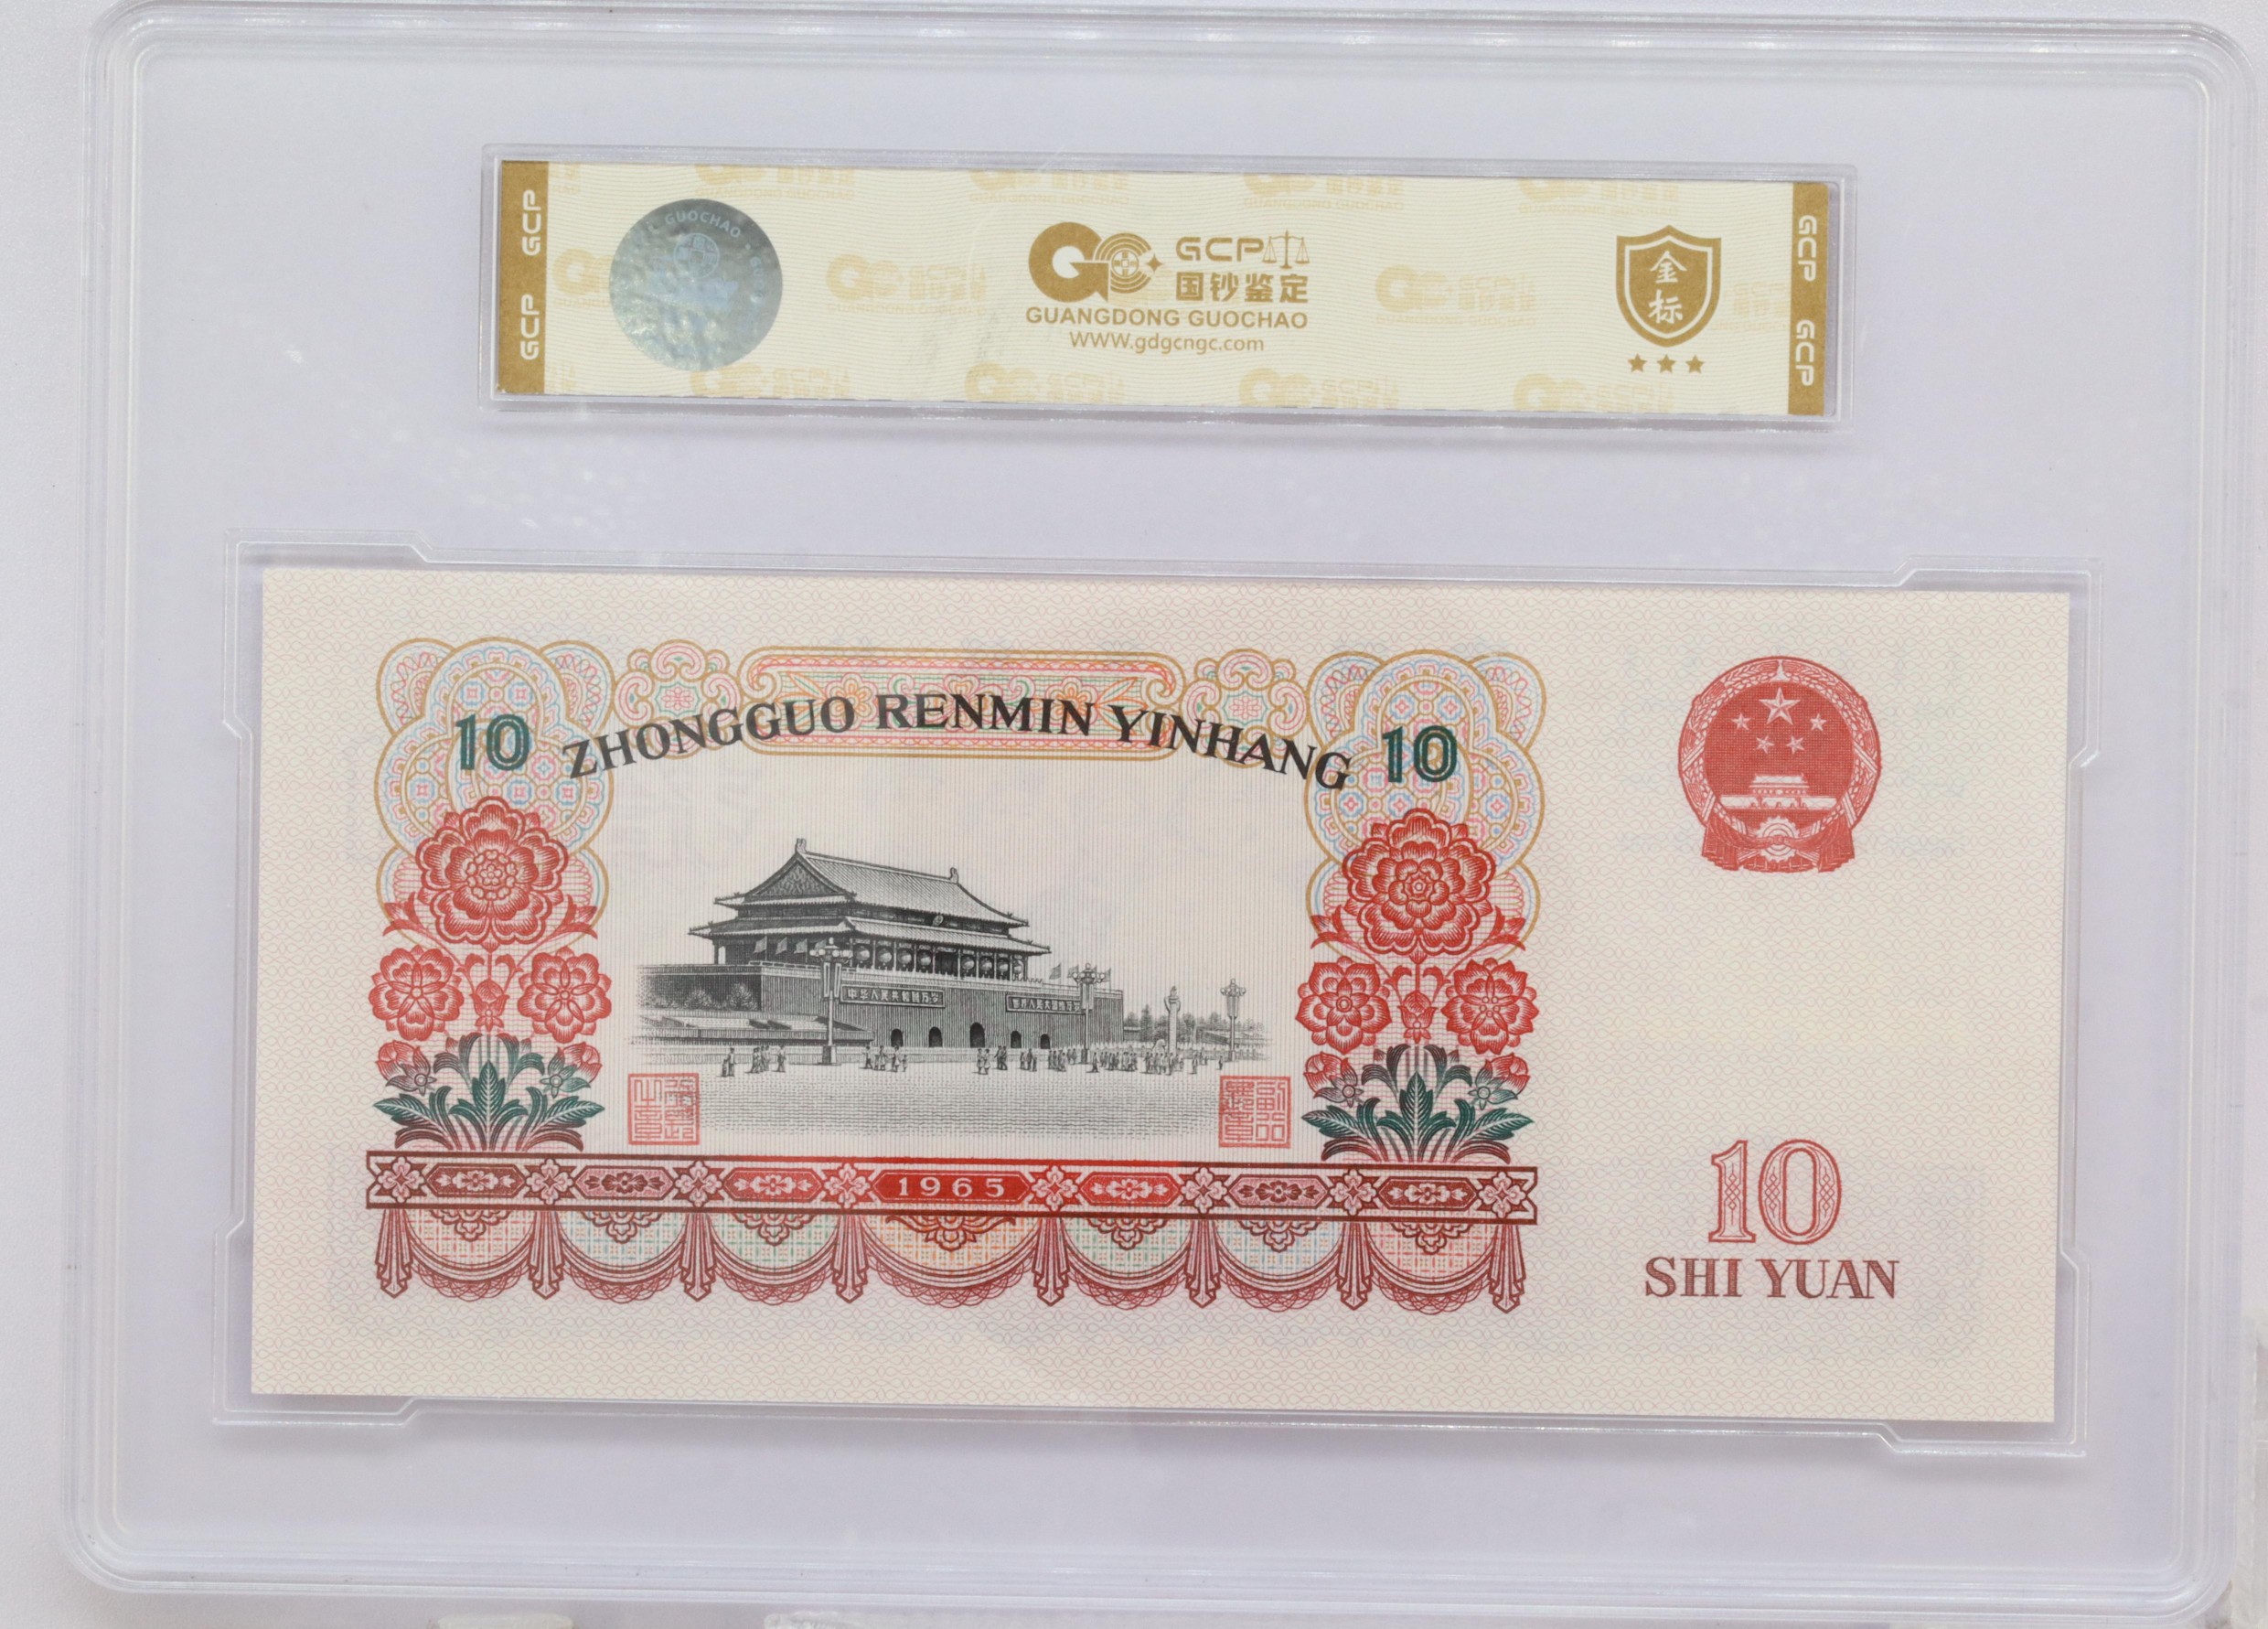 GUOCHAO
GCP
GCP
GCP
国钞鉴定
GUANGDONG GUOCHAO
WWW.gdgcngc.com
金标
GCP
GCP
10 ZHONGGUO RENMIN YINHANG 10
1965
10
SHI YUAN